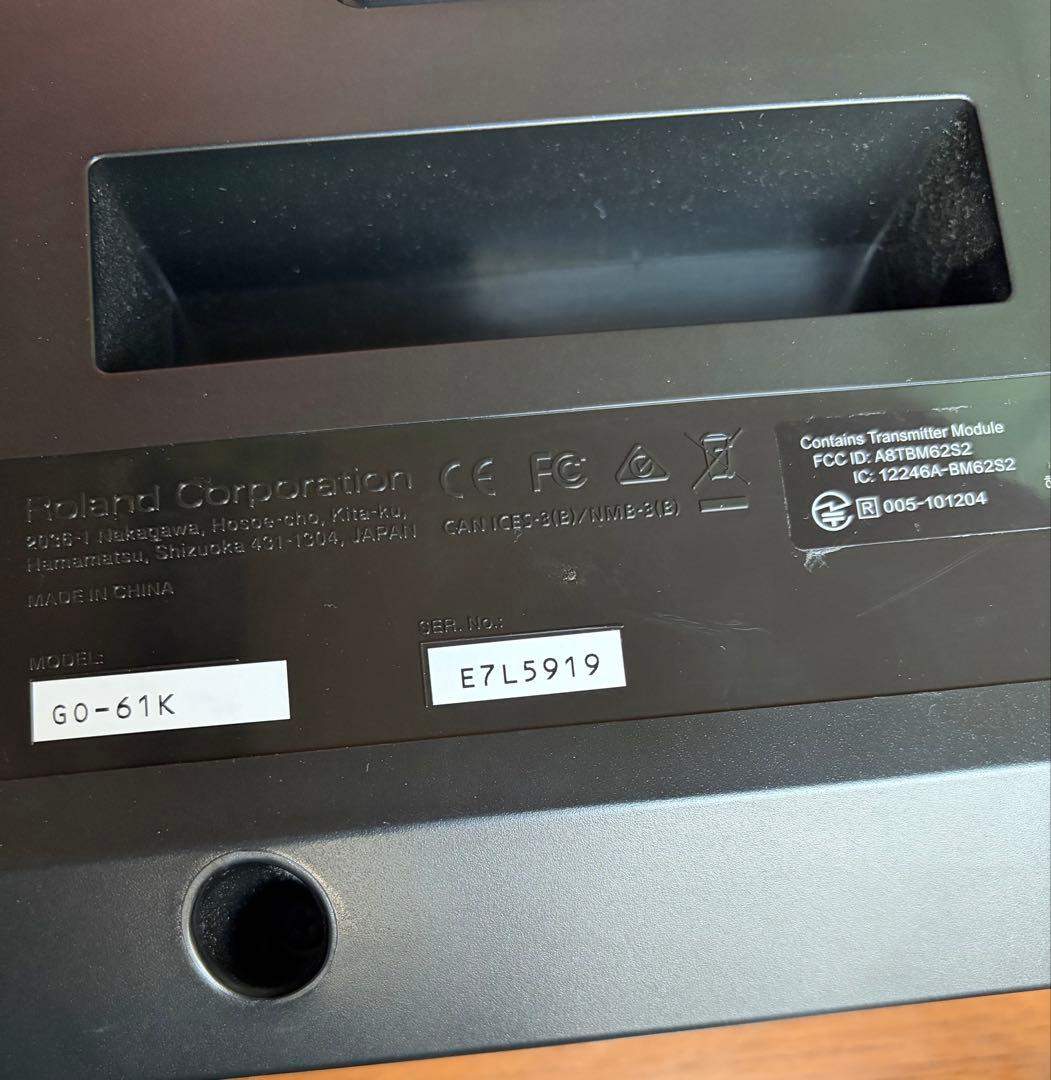 Roland Corporation
2036-1 Nakagawa, Hosoe-cho, Kita-ku,
Hamamatsu, Shizuoka 431-1304, JAPAN
MADE IN CHINA
CE FC
CAN ICES-3(B)/NMB-3(B)
Contains Transmitter Module
FCC ID: A8TBM62S2
IC: 12246A-BM62S2
R 005-101204
MODEL:
GO-61K
SER. No.:
E7L5919